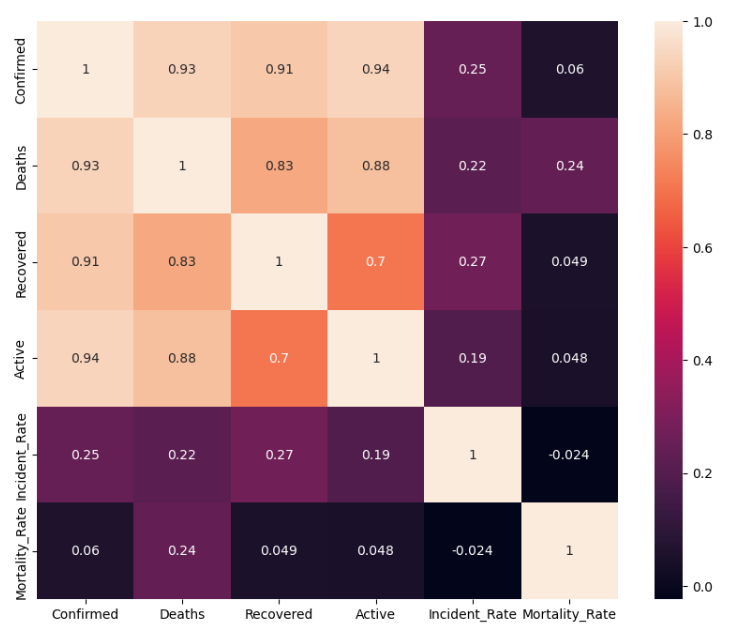 Confirmed 1 0.93 0.91 0.94 0.25 0.06
Deaths 0.93 1 0.83 0.88 0.22 0.24
Recovered 0.91 0.83 1 0.7 0.27 0.049
Active 0.94 0.88 0.7 1 0.19 0.048
Incident_Rate 0.25 0.22 0.27 0.19 1 -0.024
Mortality_Rate 0.06 0.24 0.049 0.048 -0.024 1
Confirmed Deaths Recovered Active Incident_Rate Mortality_Rate
1.0
0.8
0.6
0.4
0.2
0.0